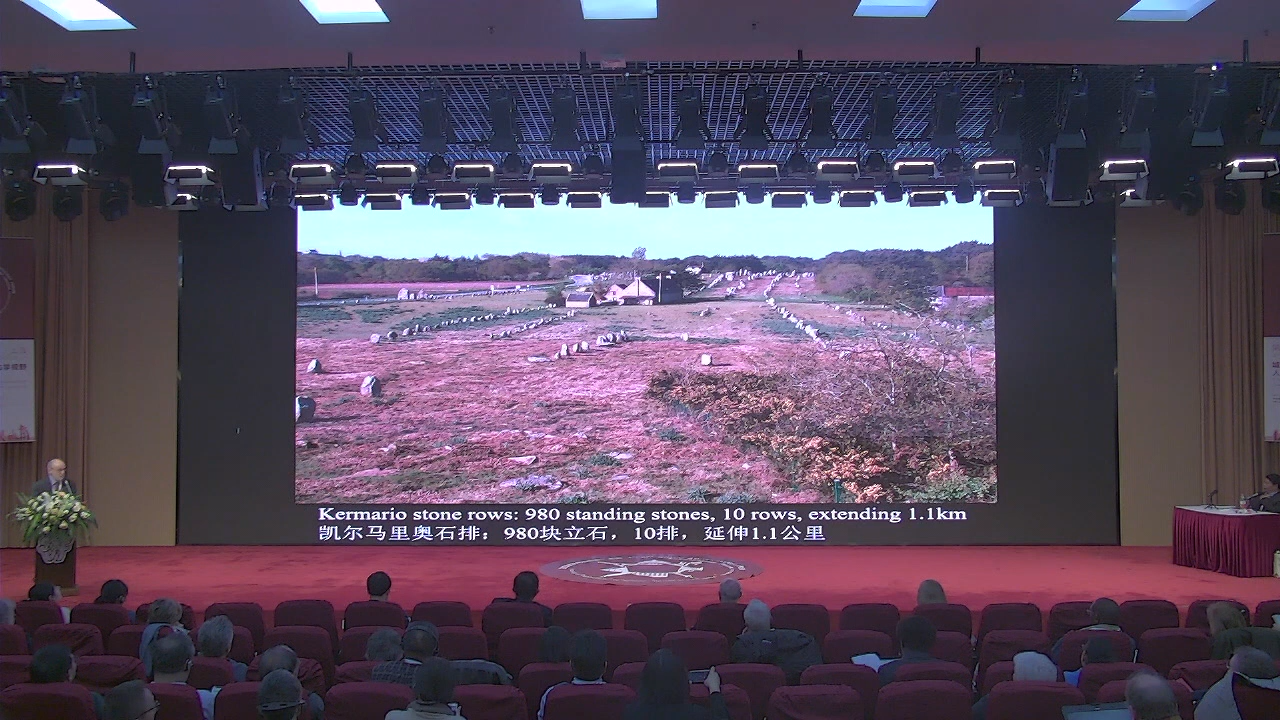 Kermario stone rows: 980 standing stones, 10 rows, extending 1.1km
凯尔马里奥石排：980块立石，10排，延伸1.1公里